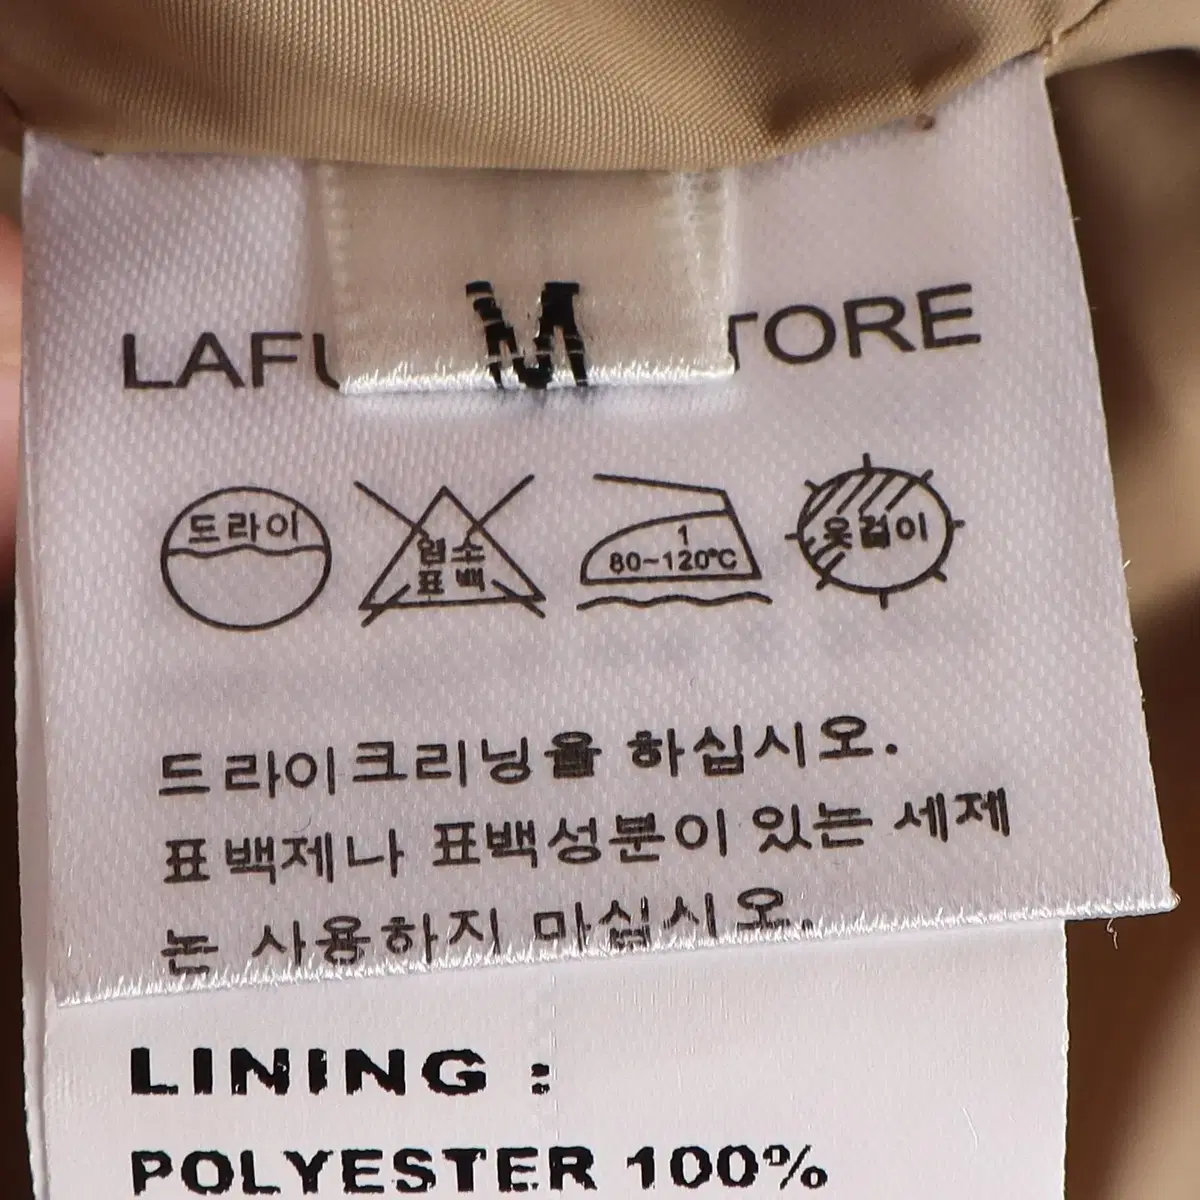 M
드라이
염소
표백
1
80~120℃
옷걸이
드라이크리닝을 하십시오.
표백제나 표백성분이 있는 세제
는 사용하지 마십시오.
LINING :
POLYESTER 100%